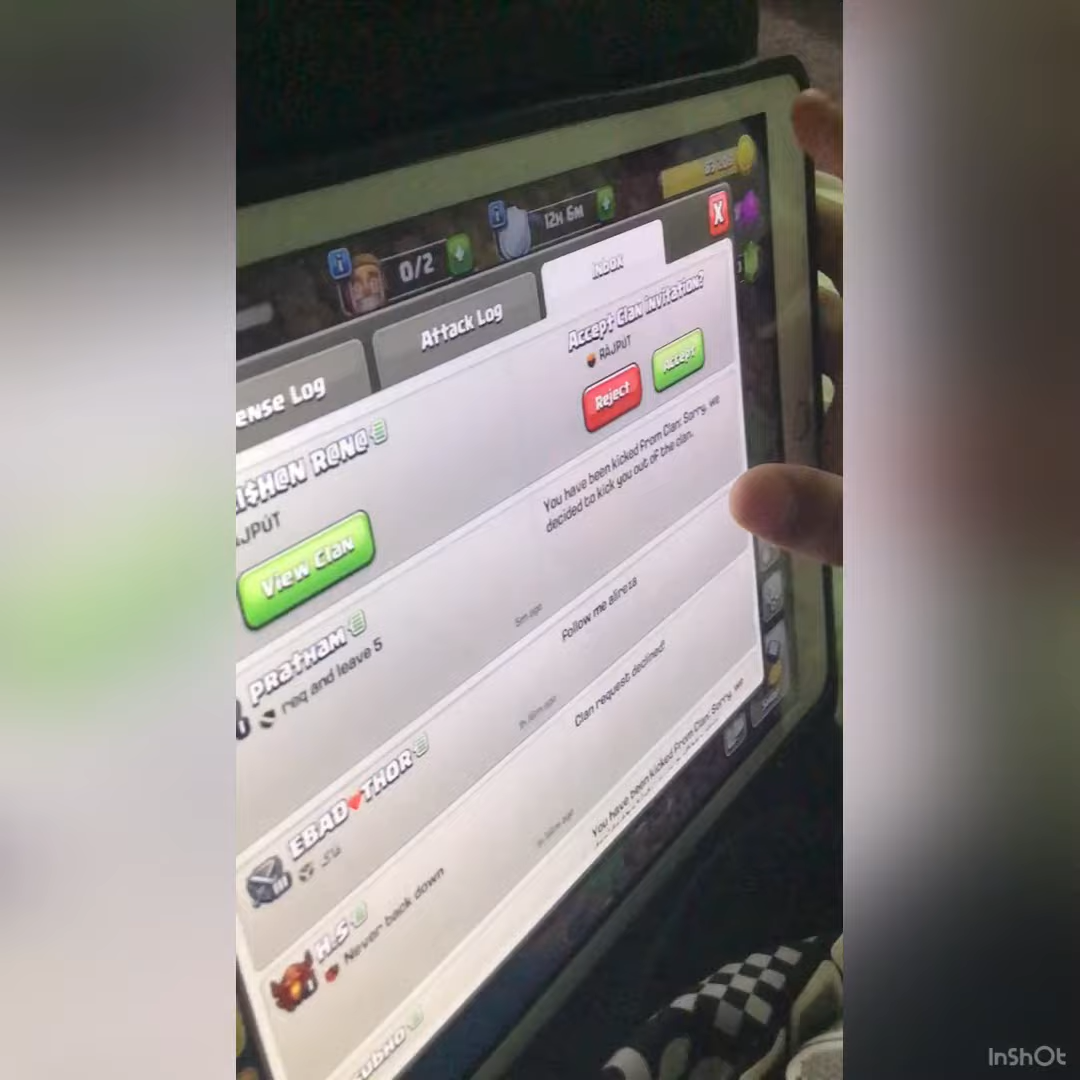 12H 6M
0/2
Inbox
Attack Log
ense Log
Accept Clan invitation?
RAJPUT
Reject
Accept
I$H@N R@N@
AJPUT
View Clan
You have been kicked from Clan: Sorry, we
decided to kick you out of the clan.
5m ago
PRatHaM
req and leave 5
Follow me alireza
EBAD❤THOR
Clan request declined!
H.S
Never back down
You have been kicked from Clan: Sorry, we
InShOt